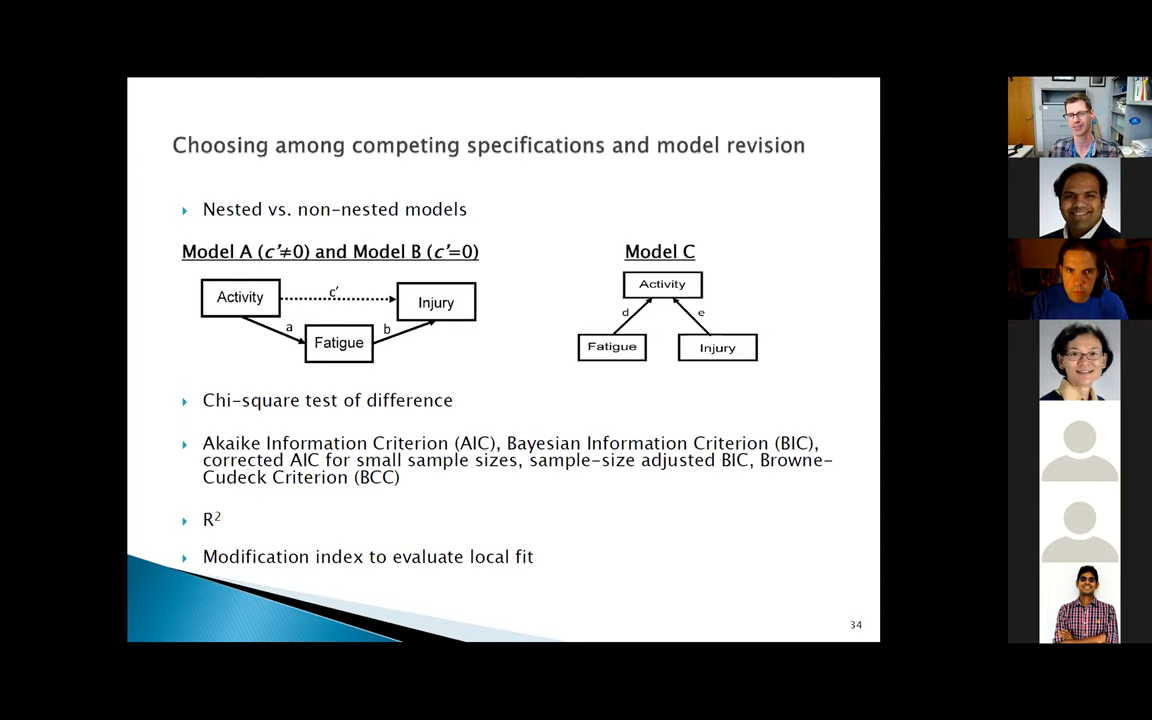 Choosing among competing specifications and model revision
Nested vs. non-nested models
Model A (c’≠0) and Model B (c’=0)
Activity
c’
Injury
a
Fatigue
b
Model C
Activity
d
e
Fatigue
Injury
Chi-square test of difference
Akaike Information Criterion (AIC), Bayesian Information Criterion (BIC),
corrected AIC for small sample sizes, sample-size adjusted BIC, Browne-
Cudeck Criterion (BCC)
R²
Modification index to evaluate local fit
34